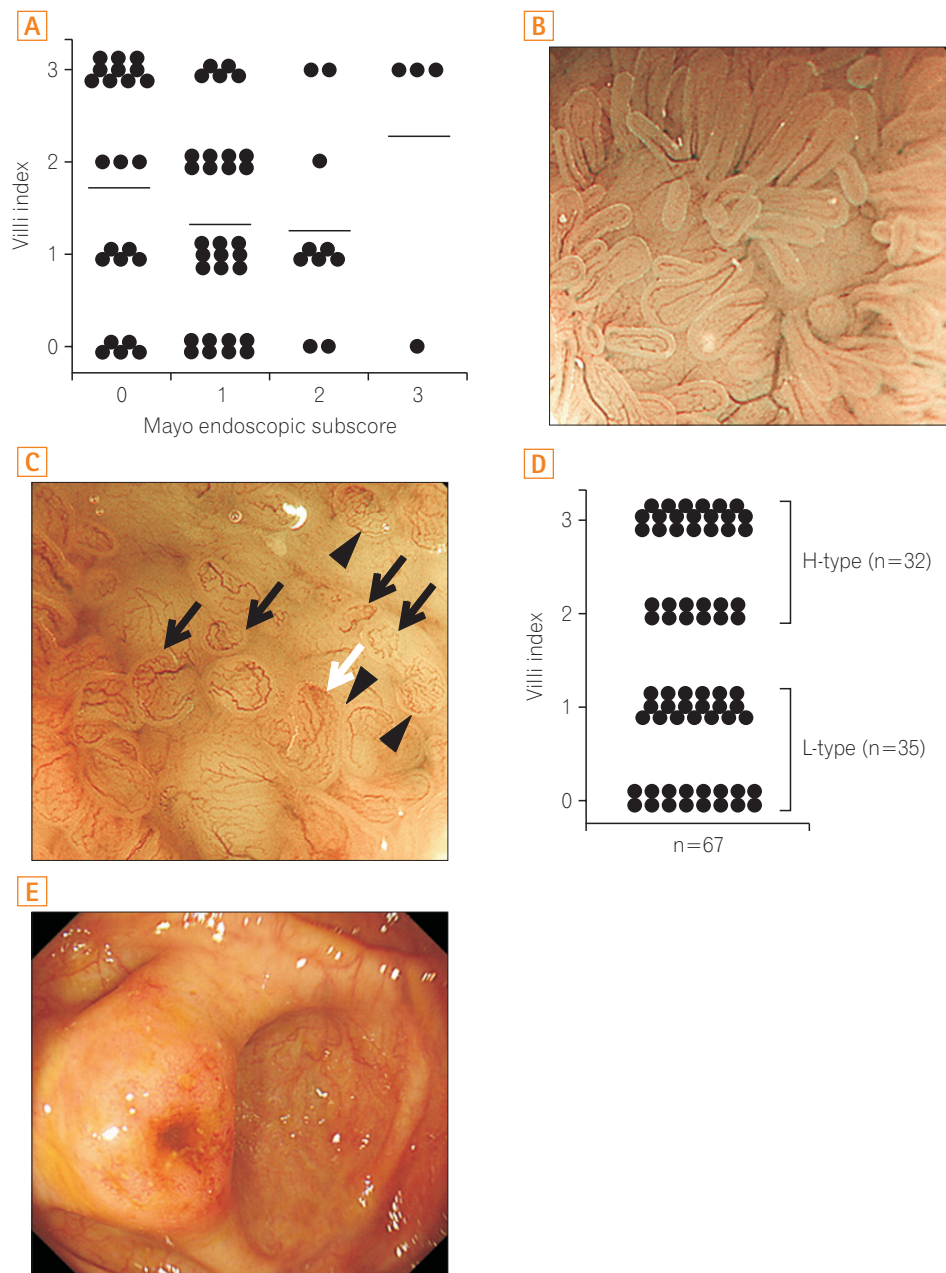 A
Villi index
3
2
1
0
0 1 2 3
Mayo endoscopic subscore
B
C
D
Villi index
3
2
1
0
H-type (n=32)
L-type (n=35)
n=67
E